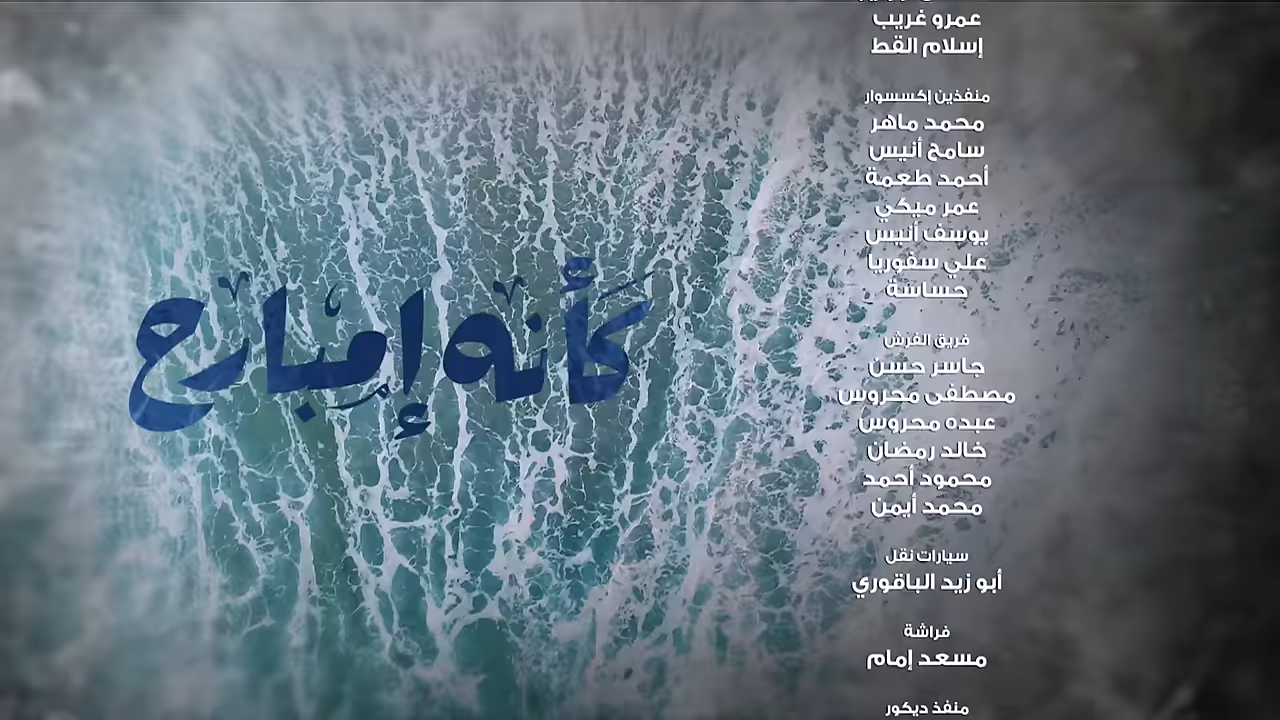 عمرو غريب
إسلام القط
منفذين إكسسوار
محمد ماهر
سامح أنيس
أحمد طعمة
عمر ميكي
يوسف أنيس
علي سفوريا
حساسة
فريق الفرش
جاسر حسن
مصطفى محروس
عبده محروس
خالد رمضان
محمود أحمد
محمد أيمن
سيارات نقل
أبو زيد الباقوري
فراشة
مسعد إمام
منفذ ديكور
كأنه إمبارح